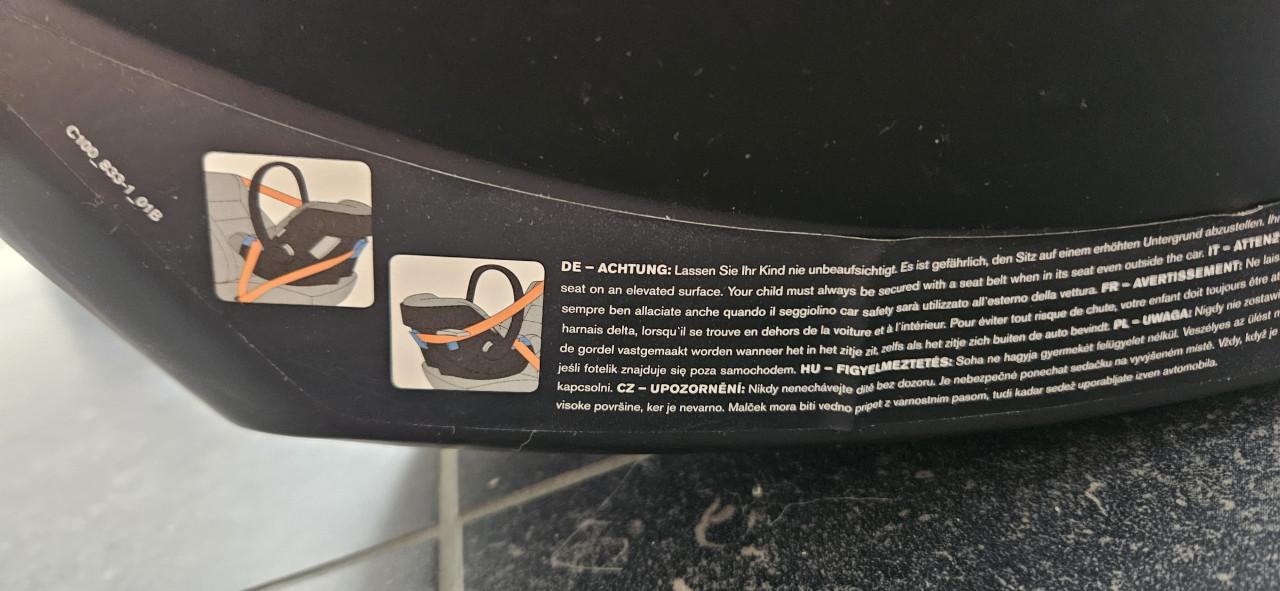 C100_833-1_01B
DE – ACHTUNG: Lassen Sie Ihr Kind nie unbeaufsichtigt. Es ist gefährlich, den Sitz auf einem erhöhten Untergrund abzustellen. Ihr
seat on an elevated surface. Your child must always be secured with a seat belt when in its seat even outside the car. IT – ATTENZ
sempre ben allaciate anche quando il seggiolino car safety sarà utilizzato all'esterno della vettura. FR – AVERTISSEMENT: Ne lais
harnais delta, lorsqu'il se trouve en dehors de la voiture et à l'intérieur. Pour éviter tout risque de chute, votre enfant doit toujours être a
de gordel vastgemaakt worden wanneer het in het zitje zit, zelfs als het zitje zich buiten de auto bevindt. PL – UWAGA: Nigdy nie zostaw
jeśli fotelik znajduje się poza samochodem. HU – FIGYELMEZTETÉS: Soha ne hagyja gyermekét felügyelet nélkül. Veszélyes az ülést
kapcsolni. CZ – UPOZORNĚNÍ: Nikdy nenechávejte dítě bez dozoru. Je nebezpečné ponechat sedačku na vyvýšeném místě. Vždy, když je
visoke površine, ker je nevarno. Malček mora biti vedno pripet z varnostnim pasom, tudi kadar sedež uporabljate izven avtomobila.